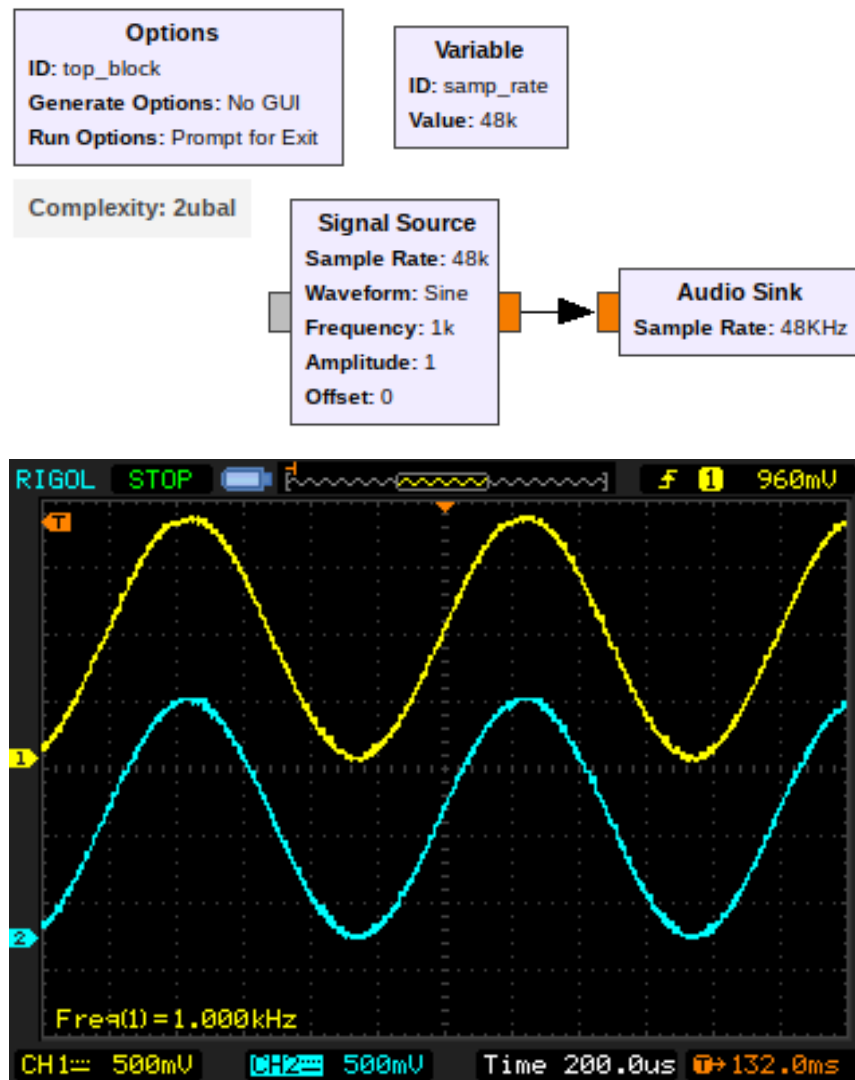 Options
ID: top_block
Generate Options: No GUI
Run Options: Prompt for Exit
Variable
ID: samp_rate
Value: 48k
Complexity: 2ubal
Signal Source
Sample Rate: 48k
Waveform: Sine
Frequency: 1k
Amplitude: 1
Offset: 0
Audio Sink
Sample Rate: 48KHz
RIGOL STOP T 1 960mV
T
1
2
Freq(1)=1.000kHz
CH1 500mV CH2 500mV Time 200.0us T→132.0ms